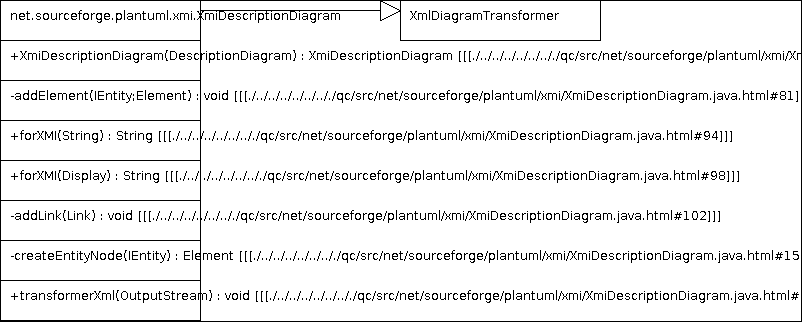 net.sourceforge.plantuml.xmi.XmiDescriptionDiagram
XmlDiagramTransformer
+XmiDescriptionDiagram(DescriptionDiagram) : XmiDescriptionDiagram [[[./../../../../../../qc/src/net/sourceforge/plantuml/xmi/Xm
-addElement(IEntity;Element) : void [[[./../../../../../../qc/src/net/sourceforge/plantuml/xmi/XmiDescriptionDiagram.java.html#81]
+forXMI(String) : String [[[./../../../../../../qc/src/net/sourceforge/plantuml/xmi/XmiDescriptionDiagram.java.html#94]]]
+forXMI(Display) : String [[[./../../../../../../qc/src/net/sourceforge/plantuml/xmi/XmiDescriptionDiagram.java.html#98]]]
-addLink(Link) : void [[[./../../../../../../qc/src/net/sourceforge/plantuml/xmi/XmiDescriptionDiagram.java.html#102]]]
-createEntityNode(IEntity) : Element [[[./../../../../../../qc/src/net/sourceforge/plantuml/xmi/XmiDescriptionDiagram.java.html#15
+transformerXml(OutputStream) : void [[[./../../../../../../qc/src/net/sourceforge/plantuml/xmi/XmiDescriptionDiagram.java.html#